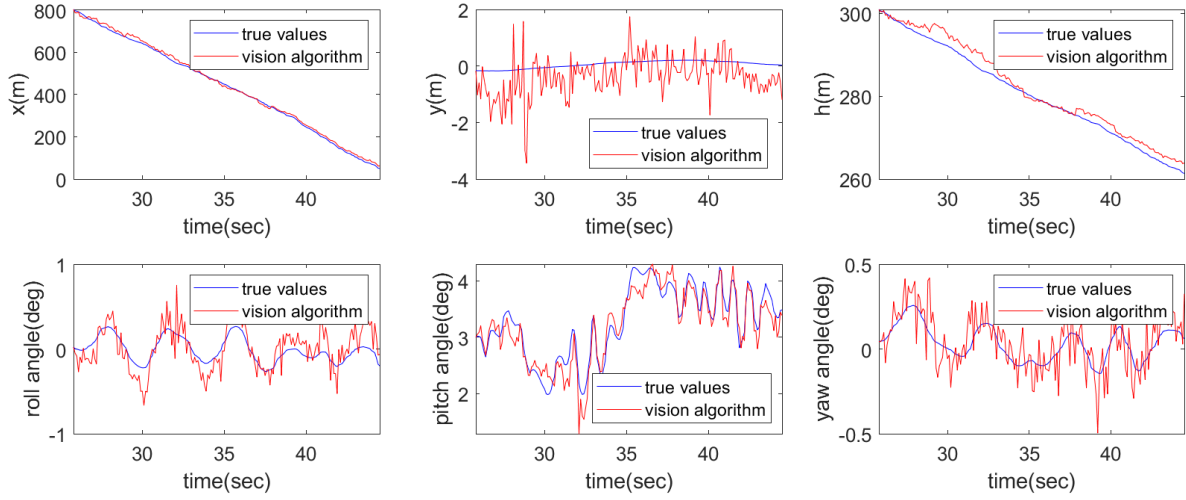 800
600
400
200
0
x(m)
30
35
40
time(sec)
true values
vision algorithm
2
0
-2
-4
y(m)
30
35
40
time(sec)
true values
vision algorithm
300
280
260
h(m)
30
35
40
time(sec)
true values
vision algorithm
1
0
-1
roll angle(deg)
30
35
40
time(sec)
true values
vision algorithm
4
3
2
pitch angle(deg)
30
35
40
time(sec)
true values
vision algorithm
0.5
0
-0.5
yaw angle(deg)
30
35
40
time(sec)
true values
vision algorithm